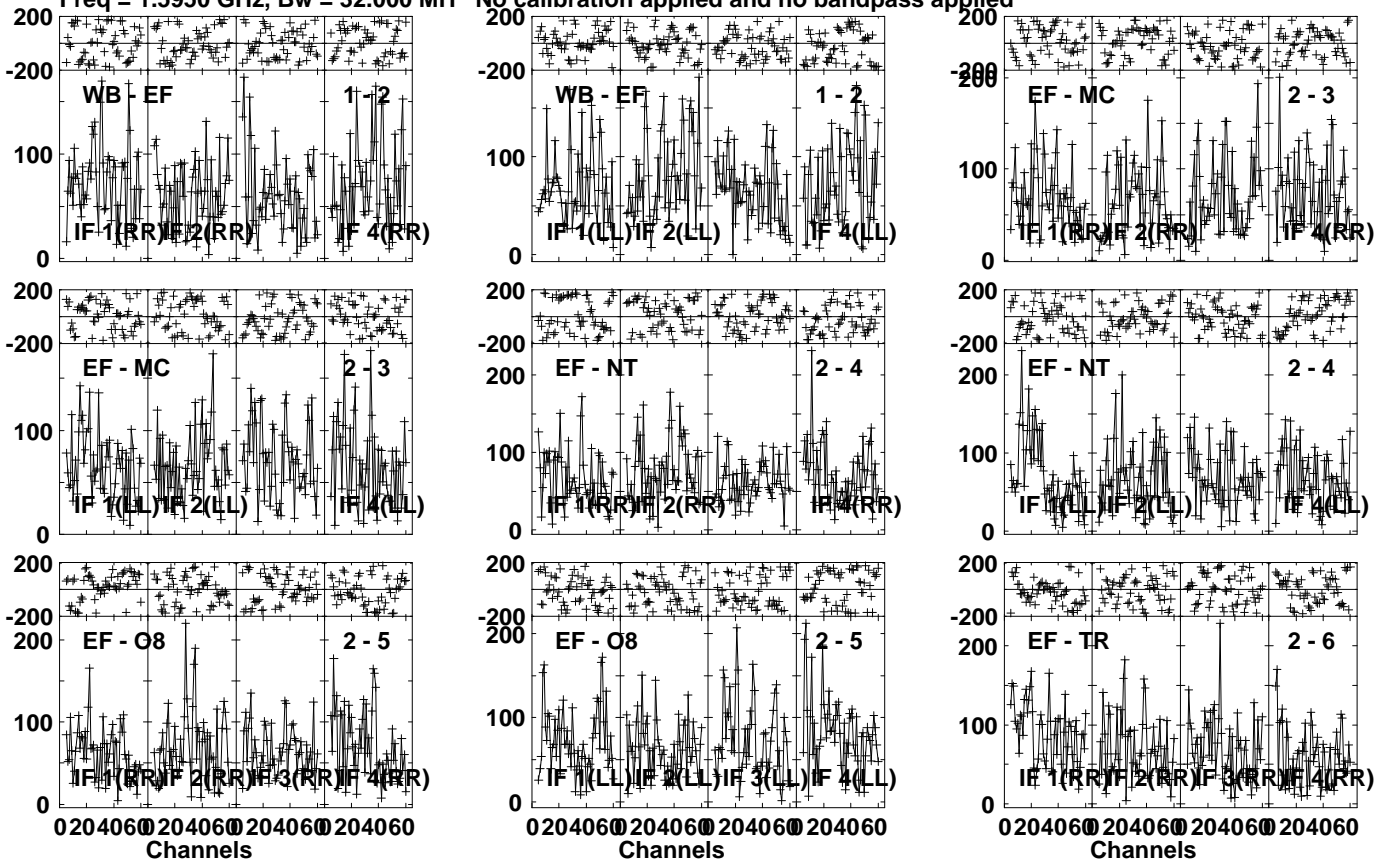 Freq = 1.5950 GHz, Bw = 32.000 MH No calibration applied and no bandpass applied
200
-200
WB - EF 1 - 2
100
IF 1(RR) IF 2(RR) IF 4(RR)
0
WB - EF 1 - 2
100
IF 1(LL) IF 2(LL) IF 4(LL)
0
200
-200
200
EF - MC 2 - 3
100
IF 1(RR) IF 2(RR) IF 4(RR)
0
200
-200
EF - MC 2 - 3
100
IF 1(LL) IF 2(LL) IF 4(LL)
0
200
-200
EF - NT 2 - 4
200
100
IF 1(RR) IF 2(RR) IF 4(RR)
0
200
-200
EF - NT 2 - 4
200
100
IF 1(LL) IF 2(LL) IF 4(LL)
0
200
-200
EF - O8 2 - 5
200
100
IF 1(RR) IF 2(RR) IF 3(RR) IF 4(RR)
0
0 20 40 60 0 20 40 60 0 20 40 60 0 20 40 60
Channels
200
-200
EF - O8 2 - 5
200
100
IF 1(LL) IF 2(LL) IF 3(LL) IF 4(LL)
0
0 20 40 60 0 20 40 60 0 20 40 60 0 20 40 60
Channels
200
-200
EF - TR 2 - 6
200
100
IF 1(RR) IF 2(RR) IF 3(RR) IF 4(RR)
0
0 20 40 60 0 20 40 60 0 20 40 60 0 20 40 60
Channels